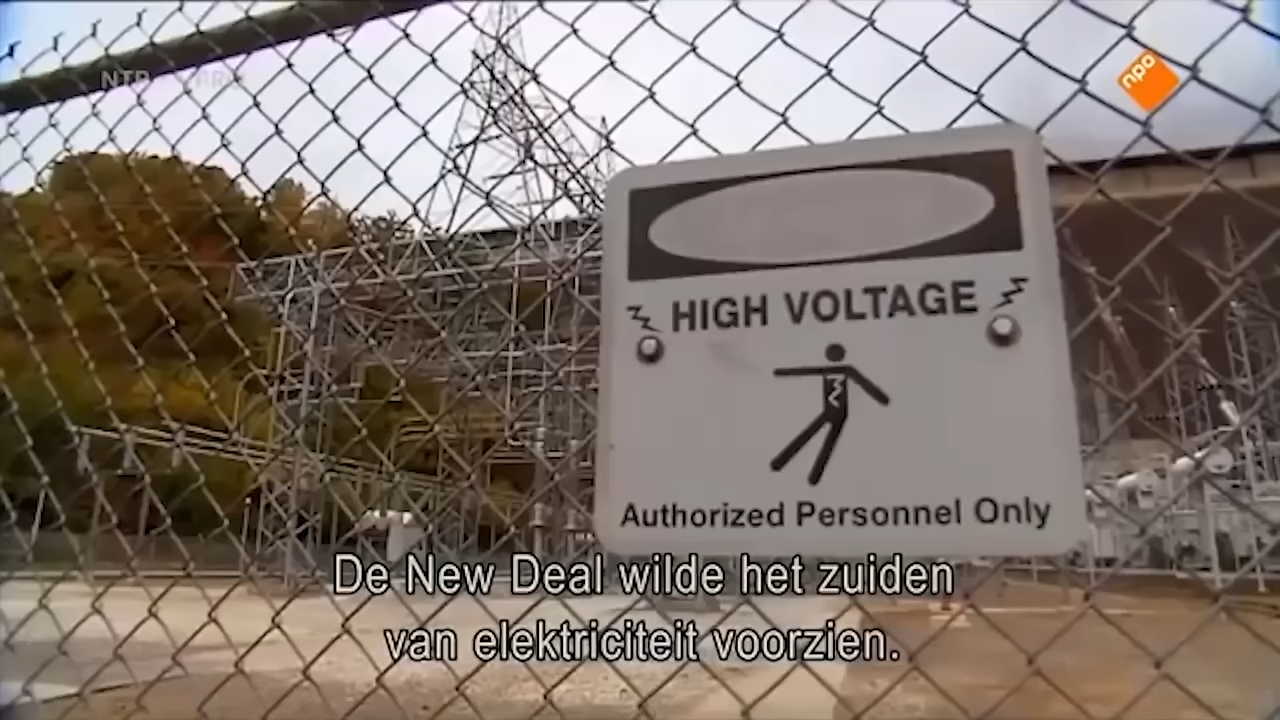 npo
HIGH VOLTAGE
Authorized Personnel Only
De New Deal wilde het zuiden
van elektriciteit voorzien.